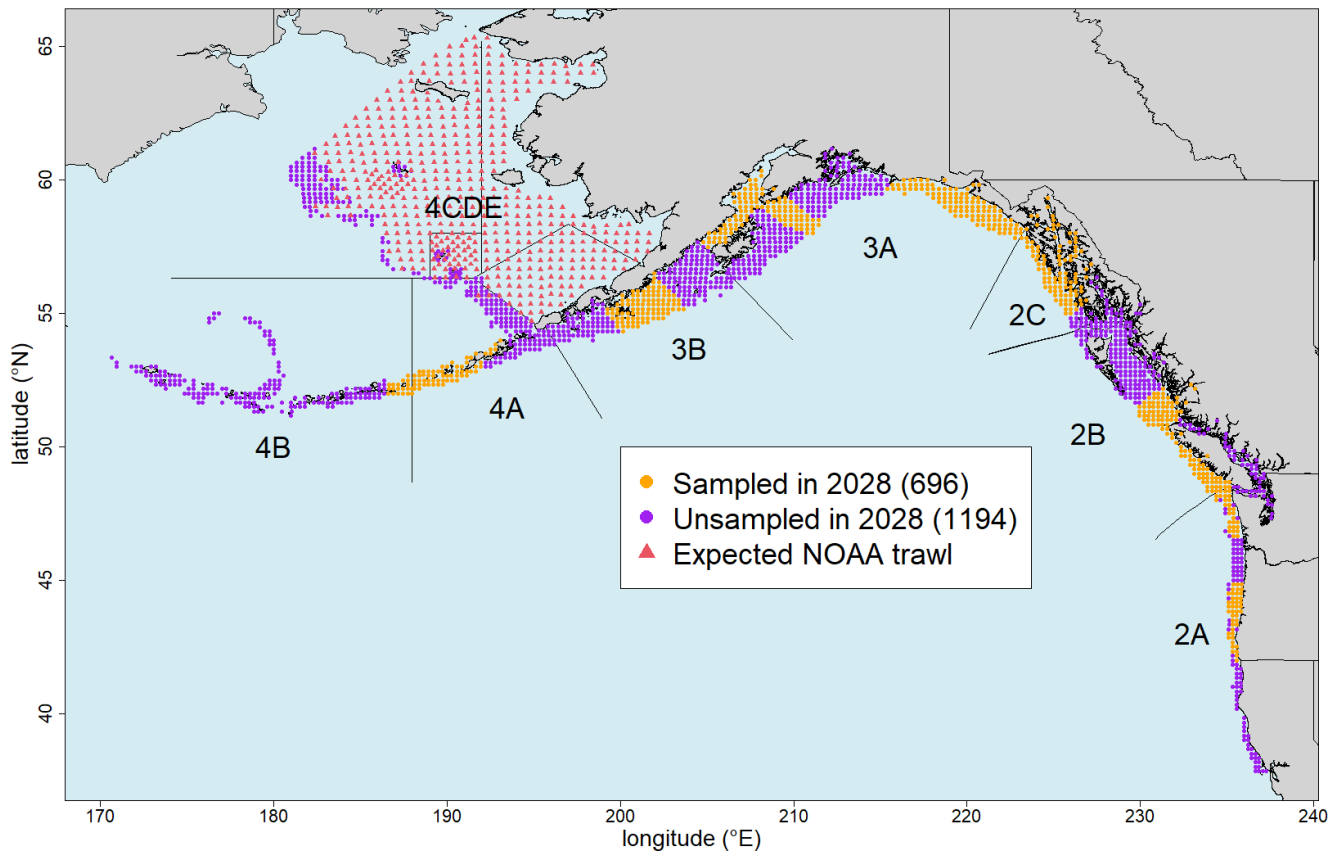 65
60
55
50
45
40
latitude (°N)
4CDE
3A
2C
3B
4A
4B
2B
2A
Sampled in 2028 (696)
Unsampled in 2028 (1194)
Expected NOAA trawl
170
180
190
200
210
220
230
240
longitude (°E)